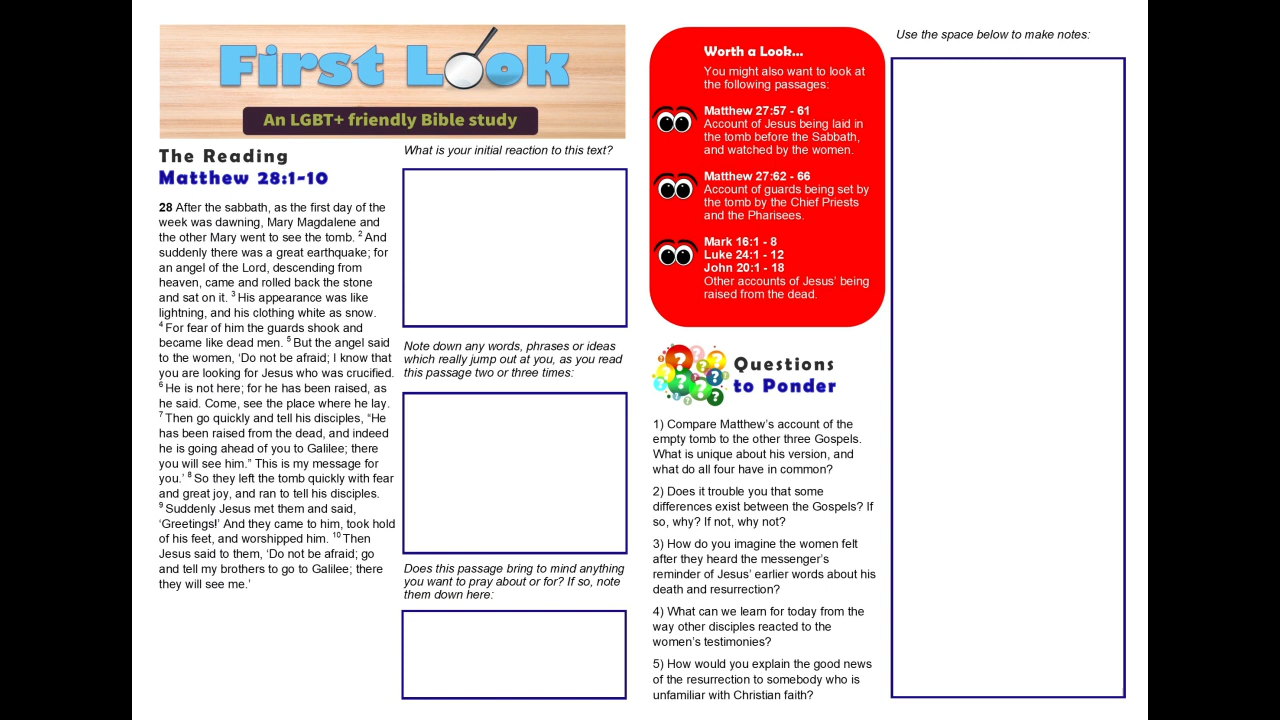 First Look
An LGBT+ friendly Bible study
The Reading
Matthew 28:1-10
28 After the sabbath, as the first day of the
week was dawning, Mary Magdalene and
the other Mary went to see the tomb. 2 And
suddenly there was a great earthquake; for
an angel of the Lord, descending from
heaven, came and rolled back the stone
and sat on it. 3 His appearance was like
lightning, and his clothing white as snow.
4 For fear of him the guards shook and
became like dead men. 5 But the angel said
to the women, ‘Do not be afraid; I know that
you are looking for Jesus who was crucified.
6 He is not here; for he has been raised, as
he said. Come, see the place where he lay.
7 Then go quickly and tell his disciples, “He
has been raised from the dead, and indeed
he is going ahead of you to Galilee; there
you will see him.” This is my message for
you.’ 8 So they left the tomb quickly with fear
and great joy, and ran to tell his disciples.
9 Suddenly Jesus met them and said,
‘Greetings!’ And they came to him, took hold
of his feet, and worshipped him. 10 Then
Jesus said to them, ‘Do not be afraid; go
and tell my brothers to go to Galilee; there
they will see me.’
What is your initial reaction to this text?
Note down any words, phrases or ideas
which really jump out at you, as you read
this passage two or three times:
Does this passage bring to mind anything
you want to pray about or for? If so, note
them down here:
Worth a Look...
You might also want to look at
the following passages:
Matthew 27:57 - 61
Account of Jesus being laid in
the tomb before the Sabbath,
and watched by the women.
Matthew 27:62 - 66
Account of guards being set by
the tomb by the Chief Priests
and the Pharisees.
Mark 16:1 - 8
Luke 24:1 - 12
John 20:1 - 18
Other accounts of Jesus’ being
raised from the dead.
Questions
to Ponder
1) Compare Matthew’s account of the
empty tomb to the other three Gospels.
What is unique about his version, and
what do all four have in common?
2) Does it trouble you that some
differences exist between the Gospels? If
so, why? If not, why not?
3) How do you imagine the women felt
after they heard the messenger’s
reminder of Jesus’ earlier words about his
death and resurrection?
4) What can we learn for today from the
way other disciples reacted to the
women’s testimonies?
5) How would you explain the good news
of the resurrection to somebody who is
unfamiliar with Christian faith?
Use the space below to make notes: